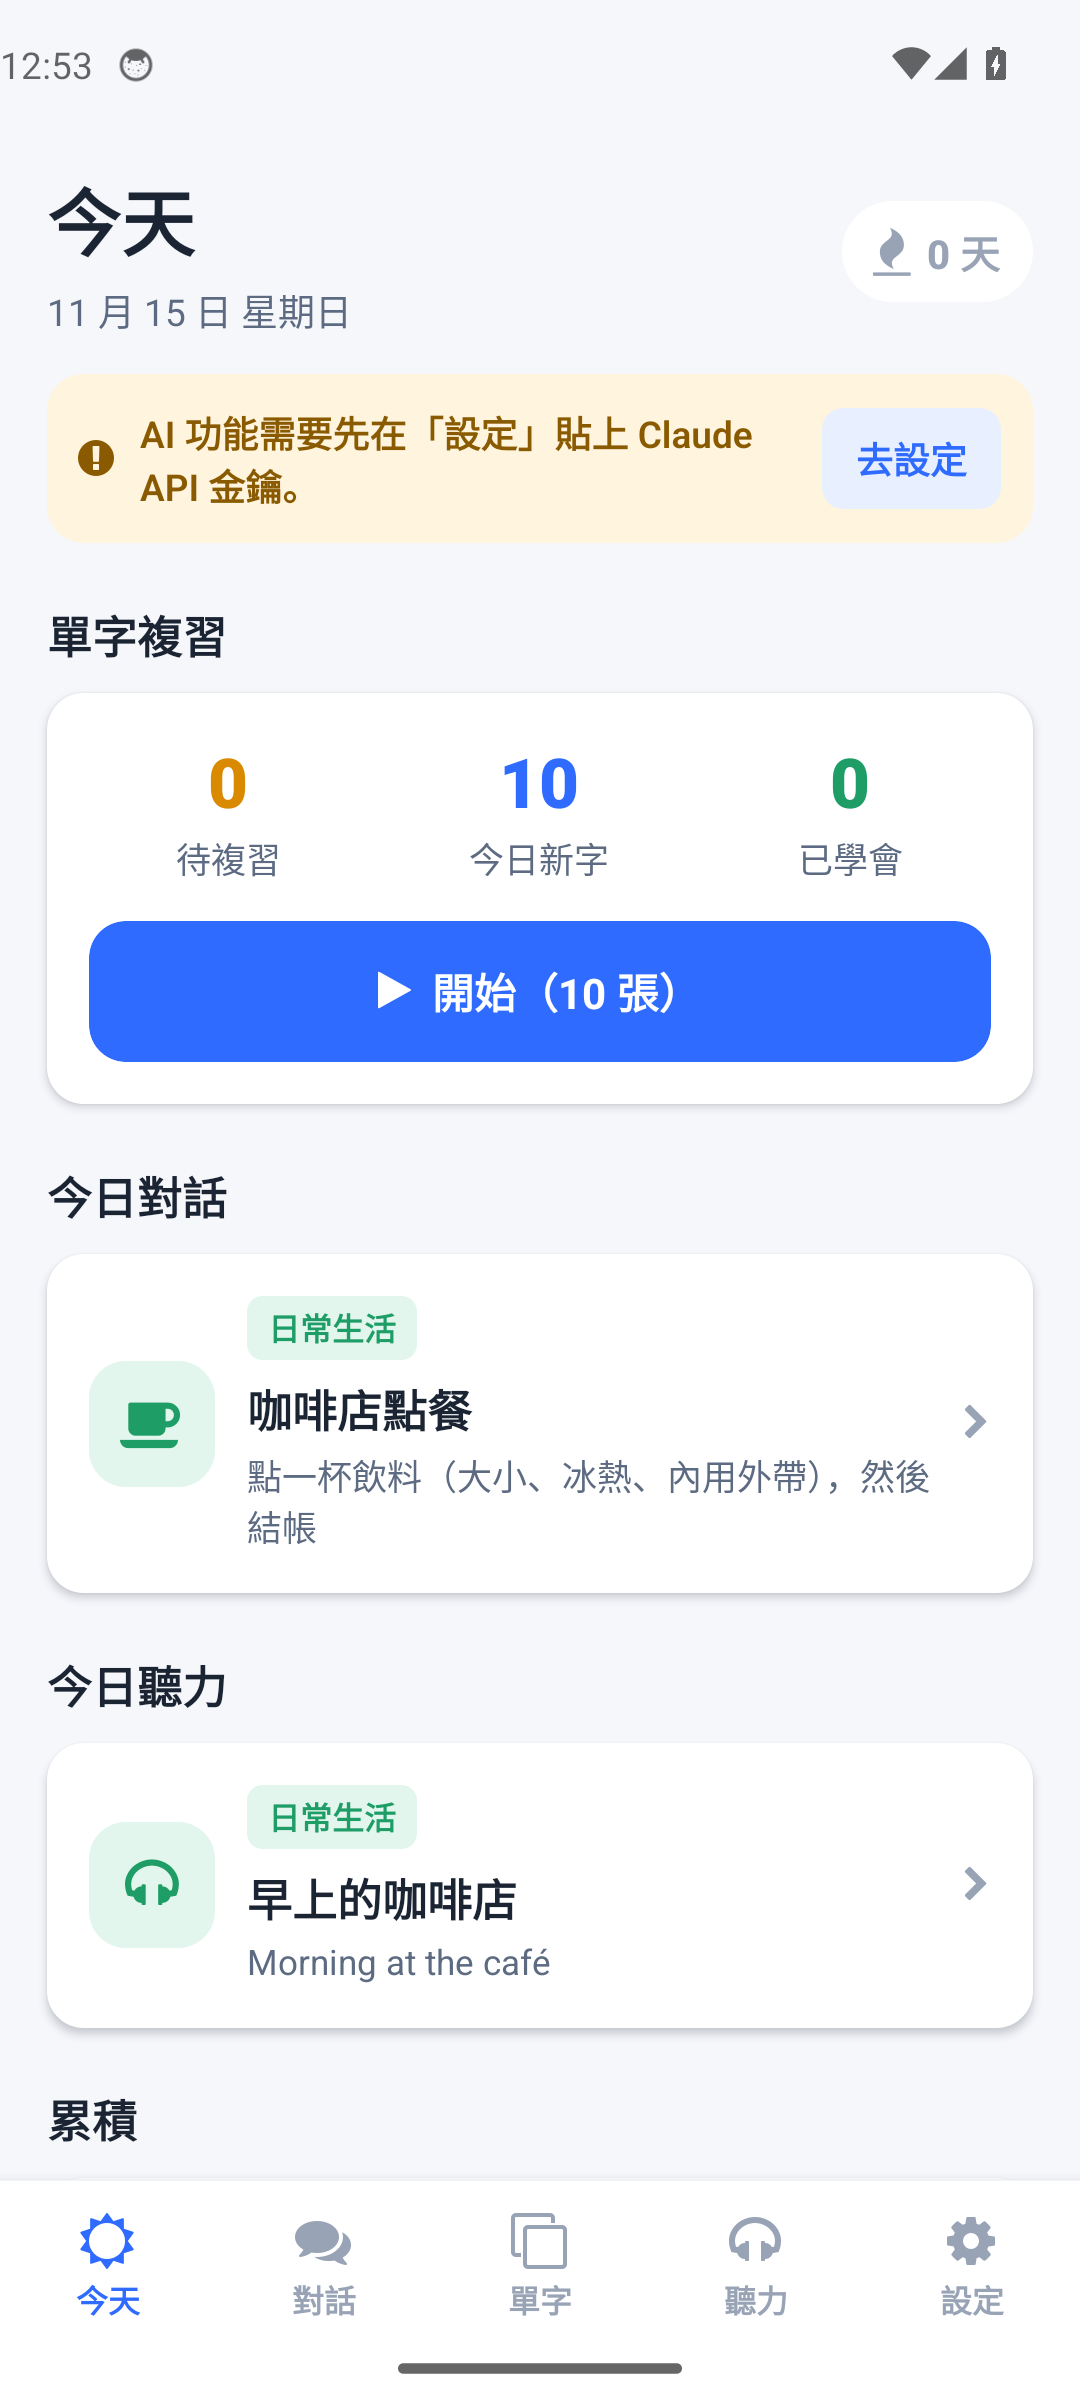 12:53
今天
0 天
11 月 15 日 星期日
AI 功能需要先在「設定」貼上 Claude
API 金鑰。
去設定
單字複習
0
10
0
待複習
今日新字
已學會
開始（10 張）
今日對話
日常生活
咖啡店點餐
點一杯飲料（大小、冰熱、內用外帶），然後
結帳
今日聽力
日常生活
早上的咖啡店
Morning at the café
累積
今天
對話
單字
聽力
設定